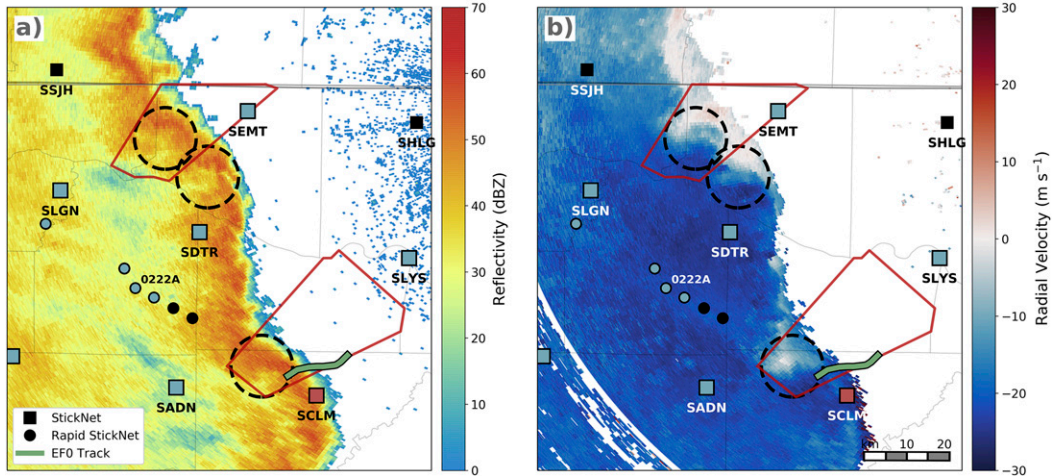 a)
SSJH
SEMT
SHLG
SLGN
SDTR
0222A
SLYS
SADN
SCLM
StickNet
Rapid StickNet
EF0 Track
70
60
50
40
30
20
10
0
Reflectivity (dBZ)
b)
SSJH
SEMT
SHLG
SLGN
SDTR
0222A
SLYS
SADN
SCLM
km 10 20
30
20
10
0
−10
−20
−30
Radial Velocity (m s⁻¹)